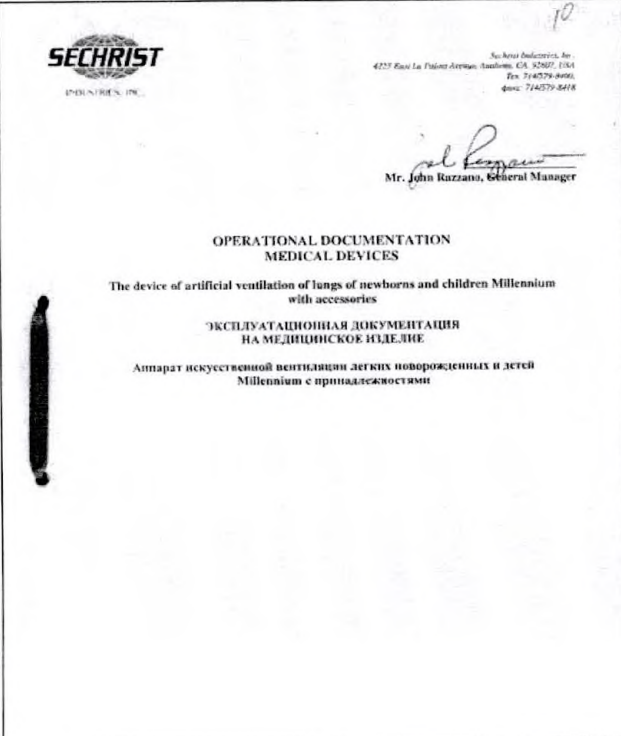 10
SECHRIST
INDUSTRIES, INC.
Sechrist Industries, Inc.
4225 East La Palma Avenue, Anaheim, CA. 92807, USA
Тел. 714/579-8400,
факс: 714/579-8418
Mr. John Razzano, General Manager
OPERATIONAL DOCUMENTATION
MEDICAL DEVICES
The device of artificial ventilation of lungs of newborns and children Millennium
with accessories
ЭКСПЛУАТАЦИОННАЯ ДОКУМЕНТАЦИЯ
НА МЕДИЦИНСКОЕ ИЗДЕЛИЕ
Аппарат искусственной вентиляции легких новорожденных и детей
Millennium с принадлежностями